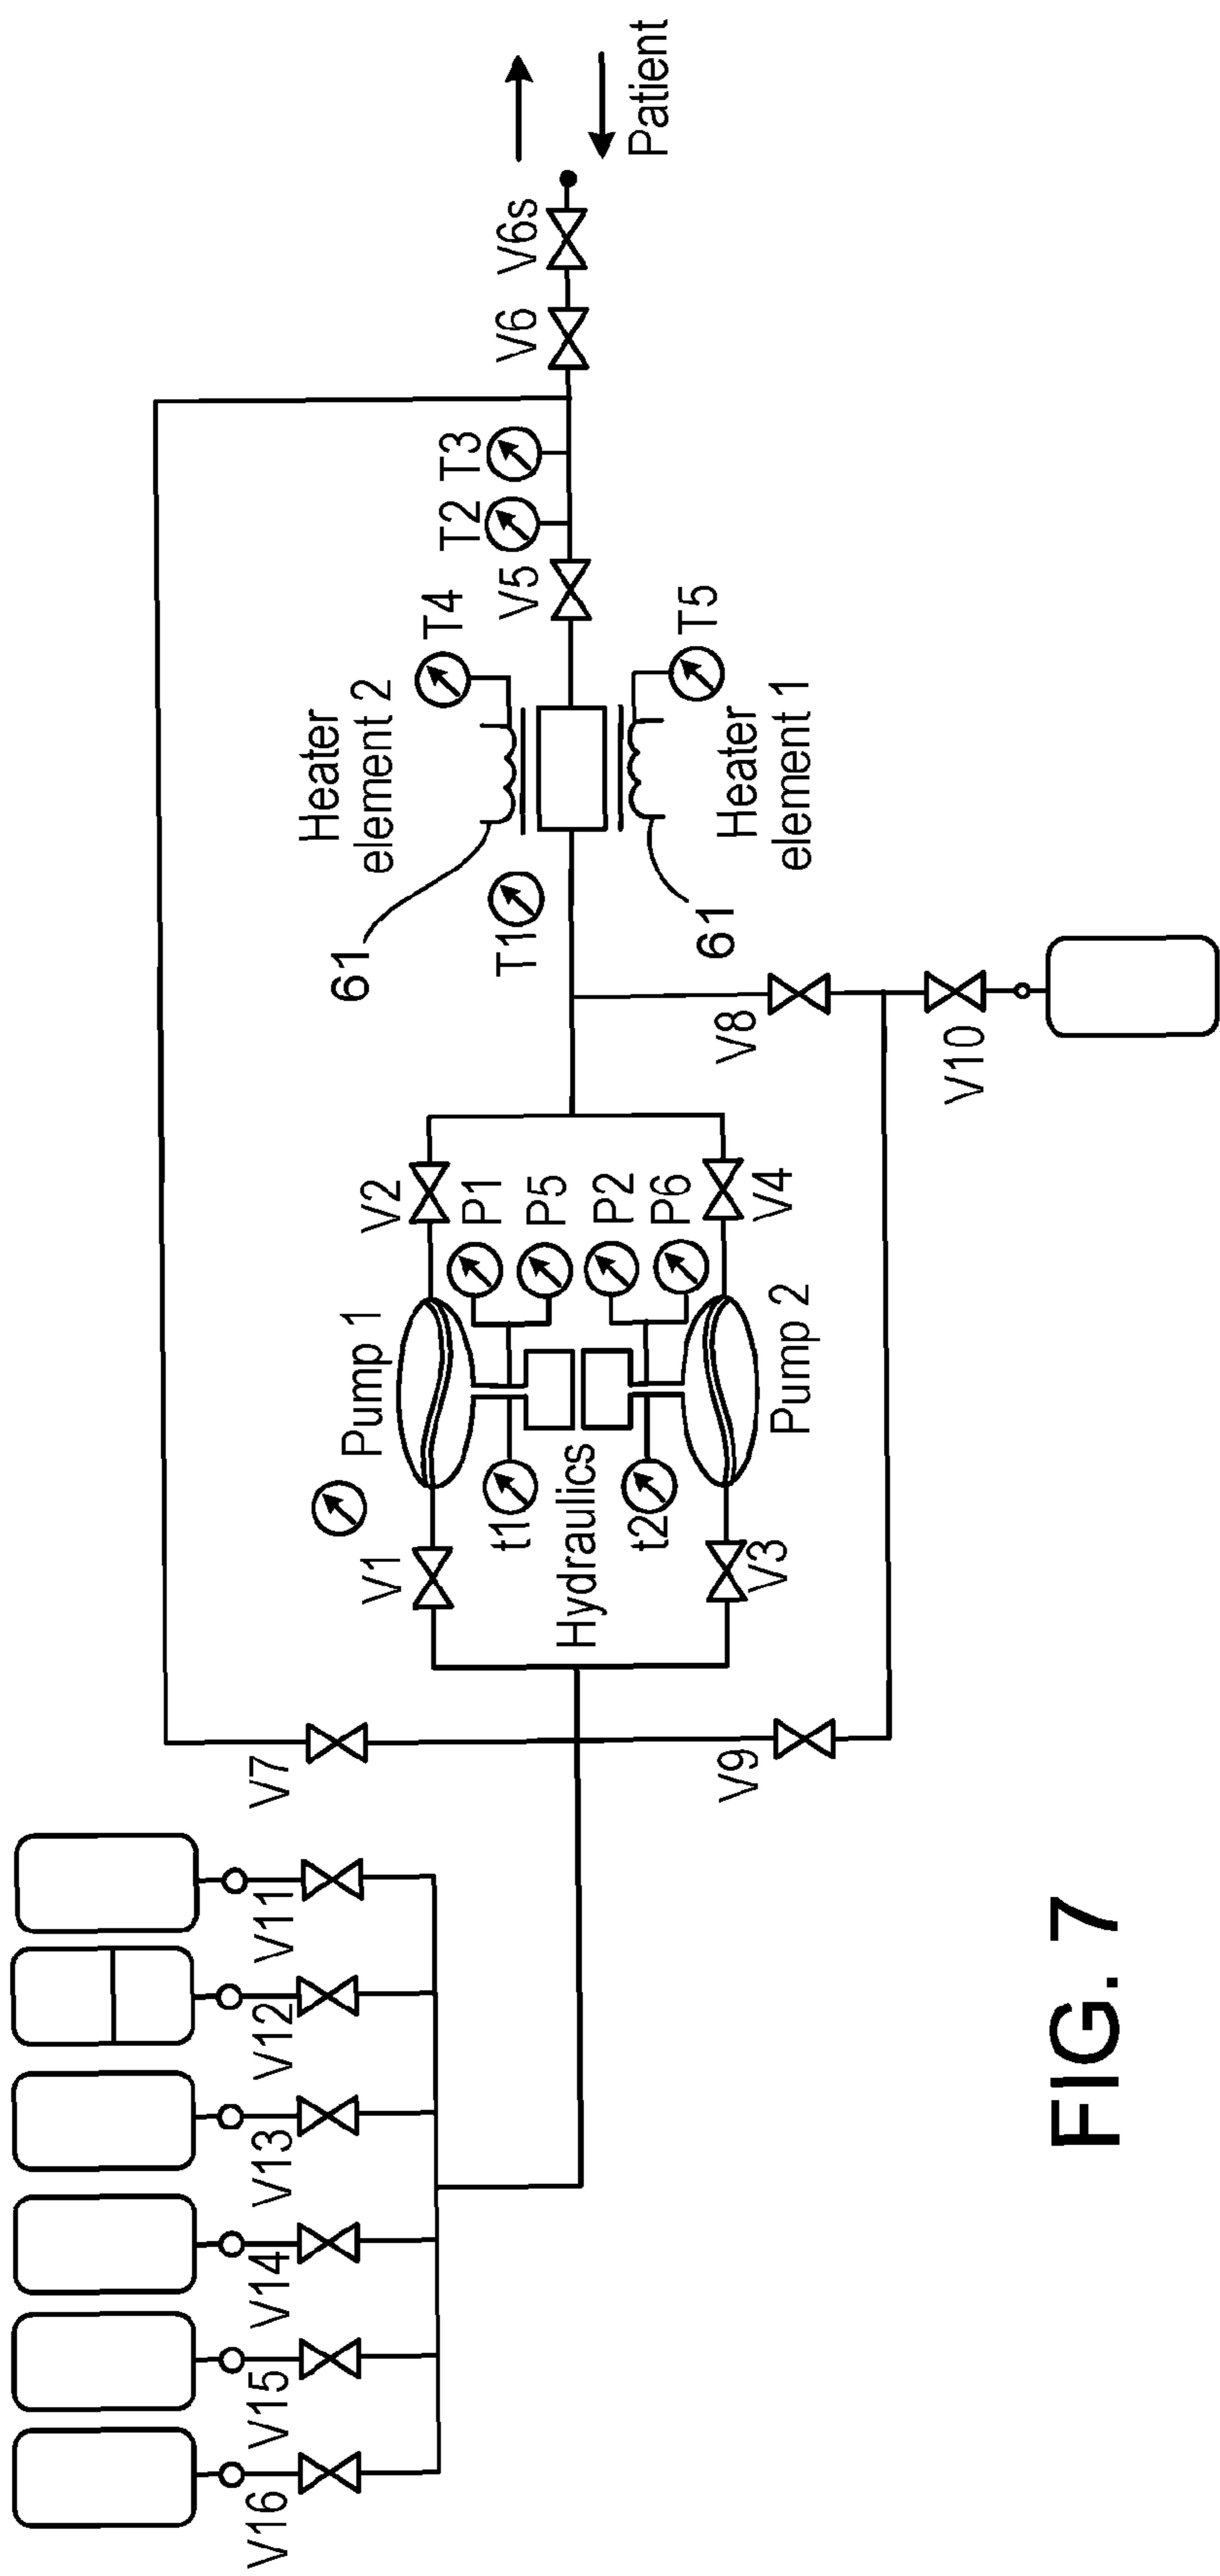 V16
V15
V14
V13
V12
V11
V7
V9
V1
V3
t1
t2
Hydraulics
Pump 1
Pump 2
V2
V4
P1
P5
P2
P6
V8
V10
T1
61
61
Heater
element 2
Heater
element 1
T4
T5
V5
T2
T3
V6
V6s
Patient
FIG. 7